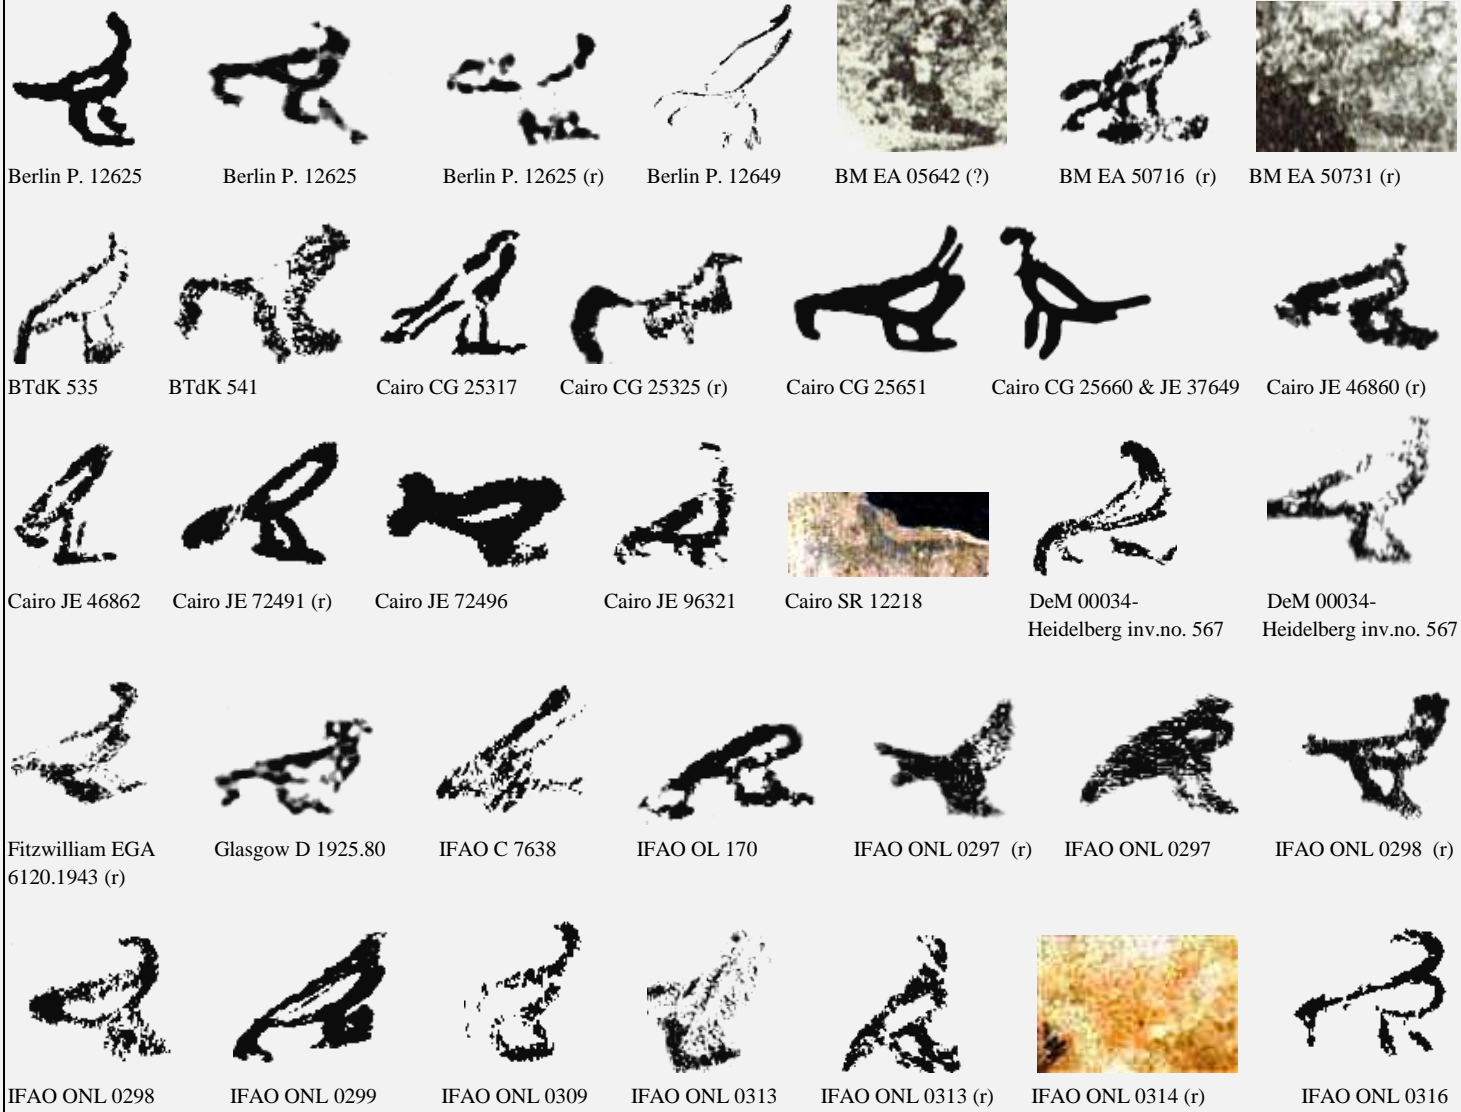 Berlin P. 12625 Berlin P. 12625 Berlin P. 12625 (r) Berlin P. 12649 BM EA 05642 (?) BM EA 50716 (r) BM EA 50731 (r)
BTdK 535 BTdK 541 Cairo CG 25317 Cairo CG 25325 (r) Cairo CG 25651 Cairo CG 25660 & JE 37649 Cairo JE 46860 (r)
Cairo JE 46862 Cairo JE 72491 (r) Cairo JE 72496 Cairo JE 96321 Cairo SR 12218 DeM 00034- DeM 00034-
Heidelberg inv.no. 567 Heidelberg inv.no. 567
Fitzwilliam EGA Glasgow D 1925.80 IFAO C 7638 IFAO OL 170 IFAO ONL 0297 (r) IFAO ONL 0297 IFAO ONL 0298 (r)
6120.1943 (r)
IFAO ONL 0298 IFAO ONL 0299 IFAO ONL 0309 IFAO ONL 0313 IFAO ONL 0313 (r) IFAO ONL 0314 (r) IFAO ONL 0316